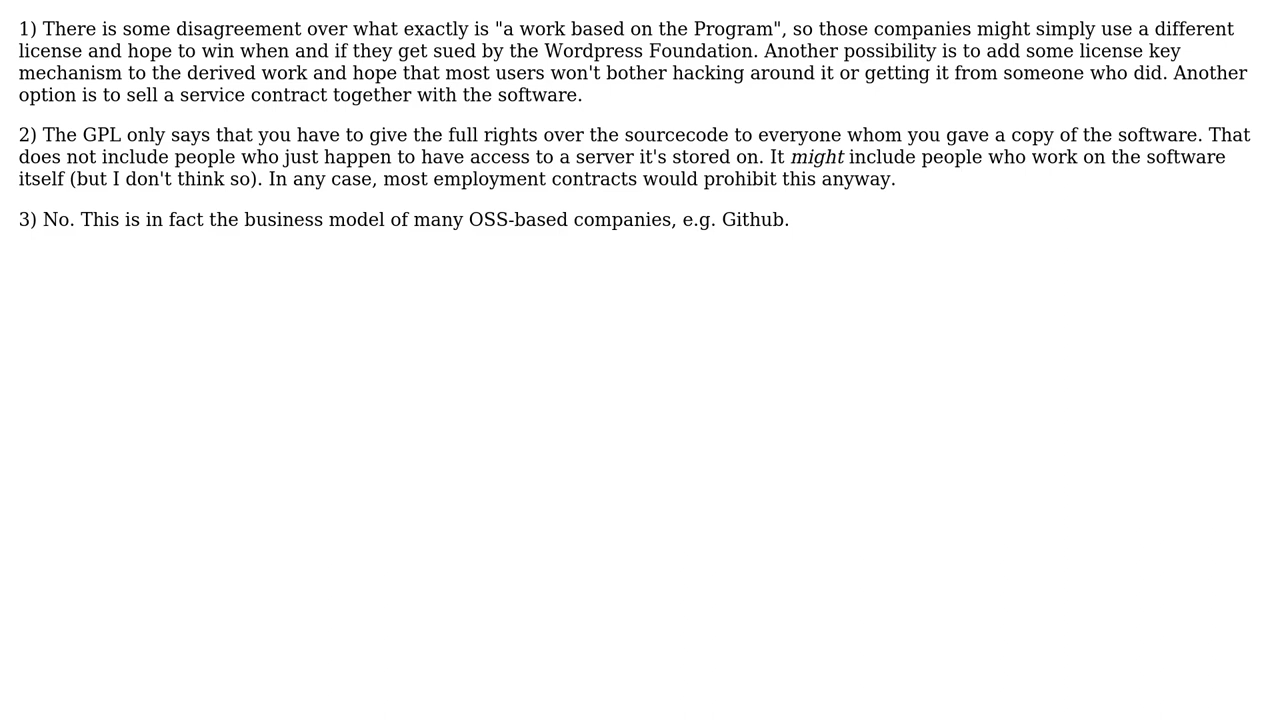 1) There is some disagreement over what exactly is "a work based on the Program", so those companies might simply use a different
license and hope to win when and if they get sued by the Wordpress Foundation. Another possibility is to add some license key
mechanism to the derived work and hope that most users won't bother hacking around it or getting it from someone who did. Another
option is to sell a service contract together with the software.
2) The GPL only says that you have to give the full rights over the sourcecode to everyone whom you gave a copy of the software. That
does not include people who just happen to have access to a server it's stored on. It might include people who work on the software
itself (but I don't think so). In any case, most employment contracts would prohibit this anyway.
3) No. This is in fact the business model of many OSS-based companies, e.g. Github.